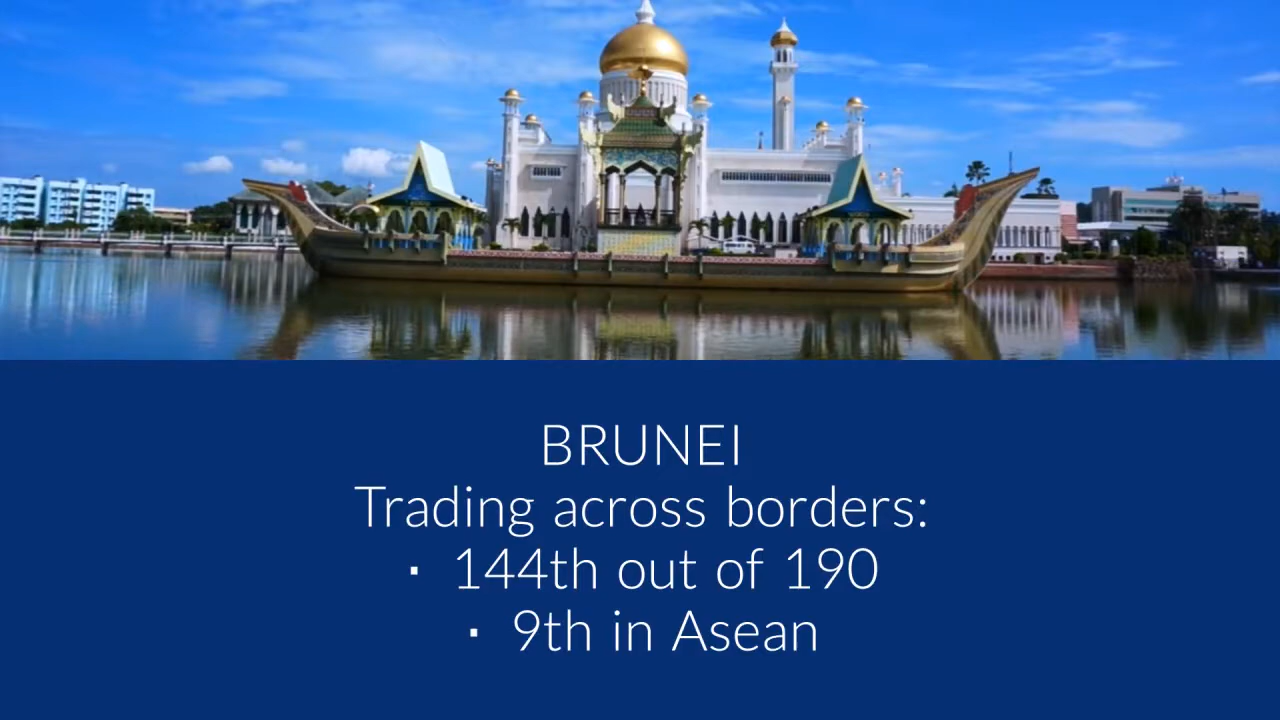 BRUNEI
Trading across borders:
· 144th out of 190
· 9th in Asean